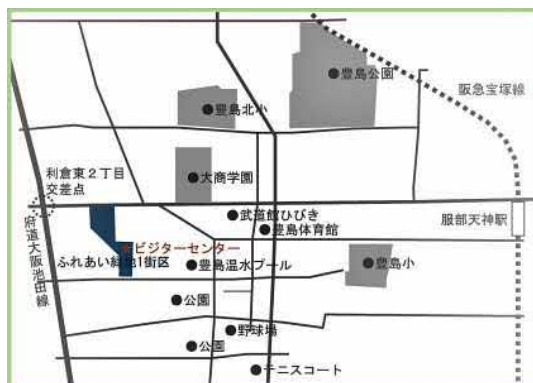 豊島公園
阪急宝塚線
豊島北小
利倉東２丁目
交差点
大商学園
武道館ひびき
豊島体育館
服部天神駅
ビジターセンター
ふれあい緑地1街区
豊島温水プール
豊島小
府道大阪池田線
公園
野球場
公園
テニスコート